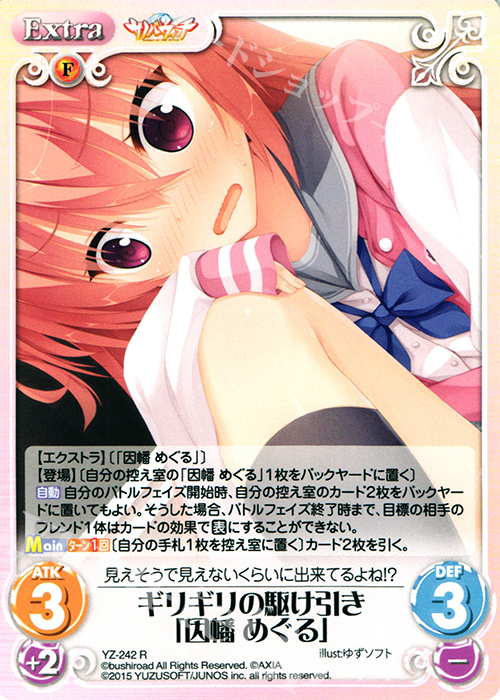 Extra
サノバウィッチ
F
【エクストラ】〔「因幡 めぐる」〕
【登場】〔自分の控え室の「因幡 めぐる」1枚をバックヤードに置く〕
自動 自分のバトルフェイズ開始時、自分の控え室のカード2枚をバックヤー
ドに置いてもよい。そうした場合、バトルフェイズ終了時まで、目標の相手の
フレンド1体はカードの効果で表にすることができない。
Main ターン1回 〔自分の手札1枚を控え室に置く〕カード2枚を引く。
見えそうで見えないくらいに出来てるよね!?
ATK
3
DEF
3
ギリギリの駆け引き
「因幡 めぐる」
+2
YZ-242 R
illust:ゆずソフト
−
©bushiroad All Rights Reserved. ©AXIA
©2015 YUZUSOFT/JUNOS inc. all rights reserved.